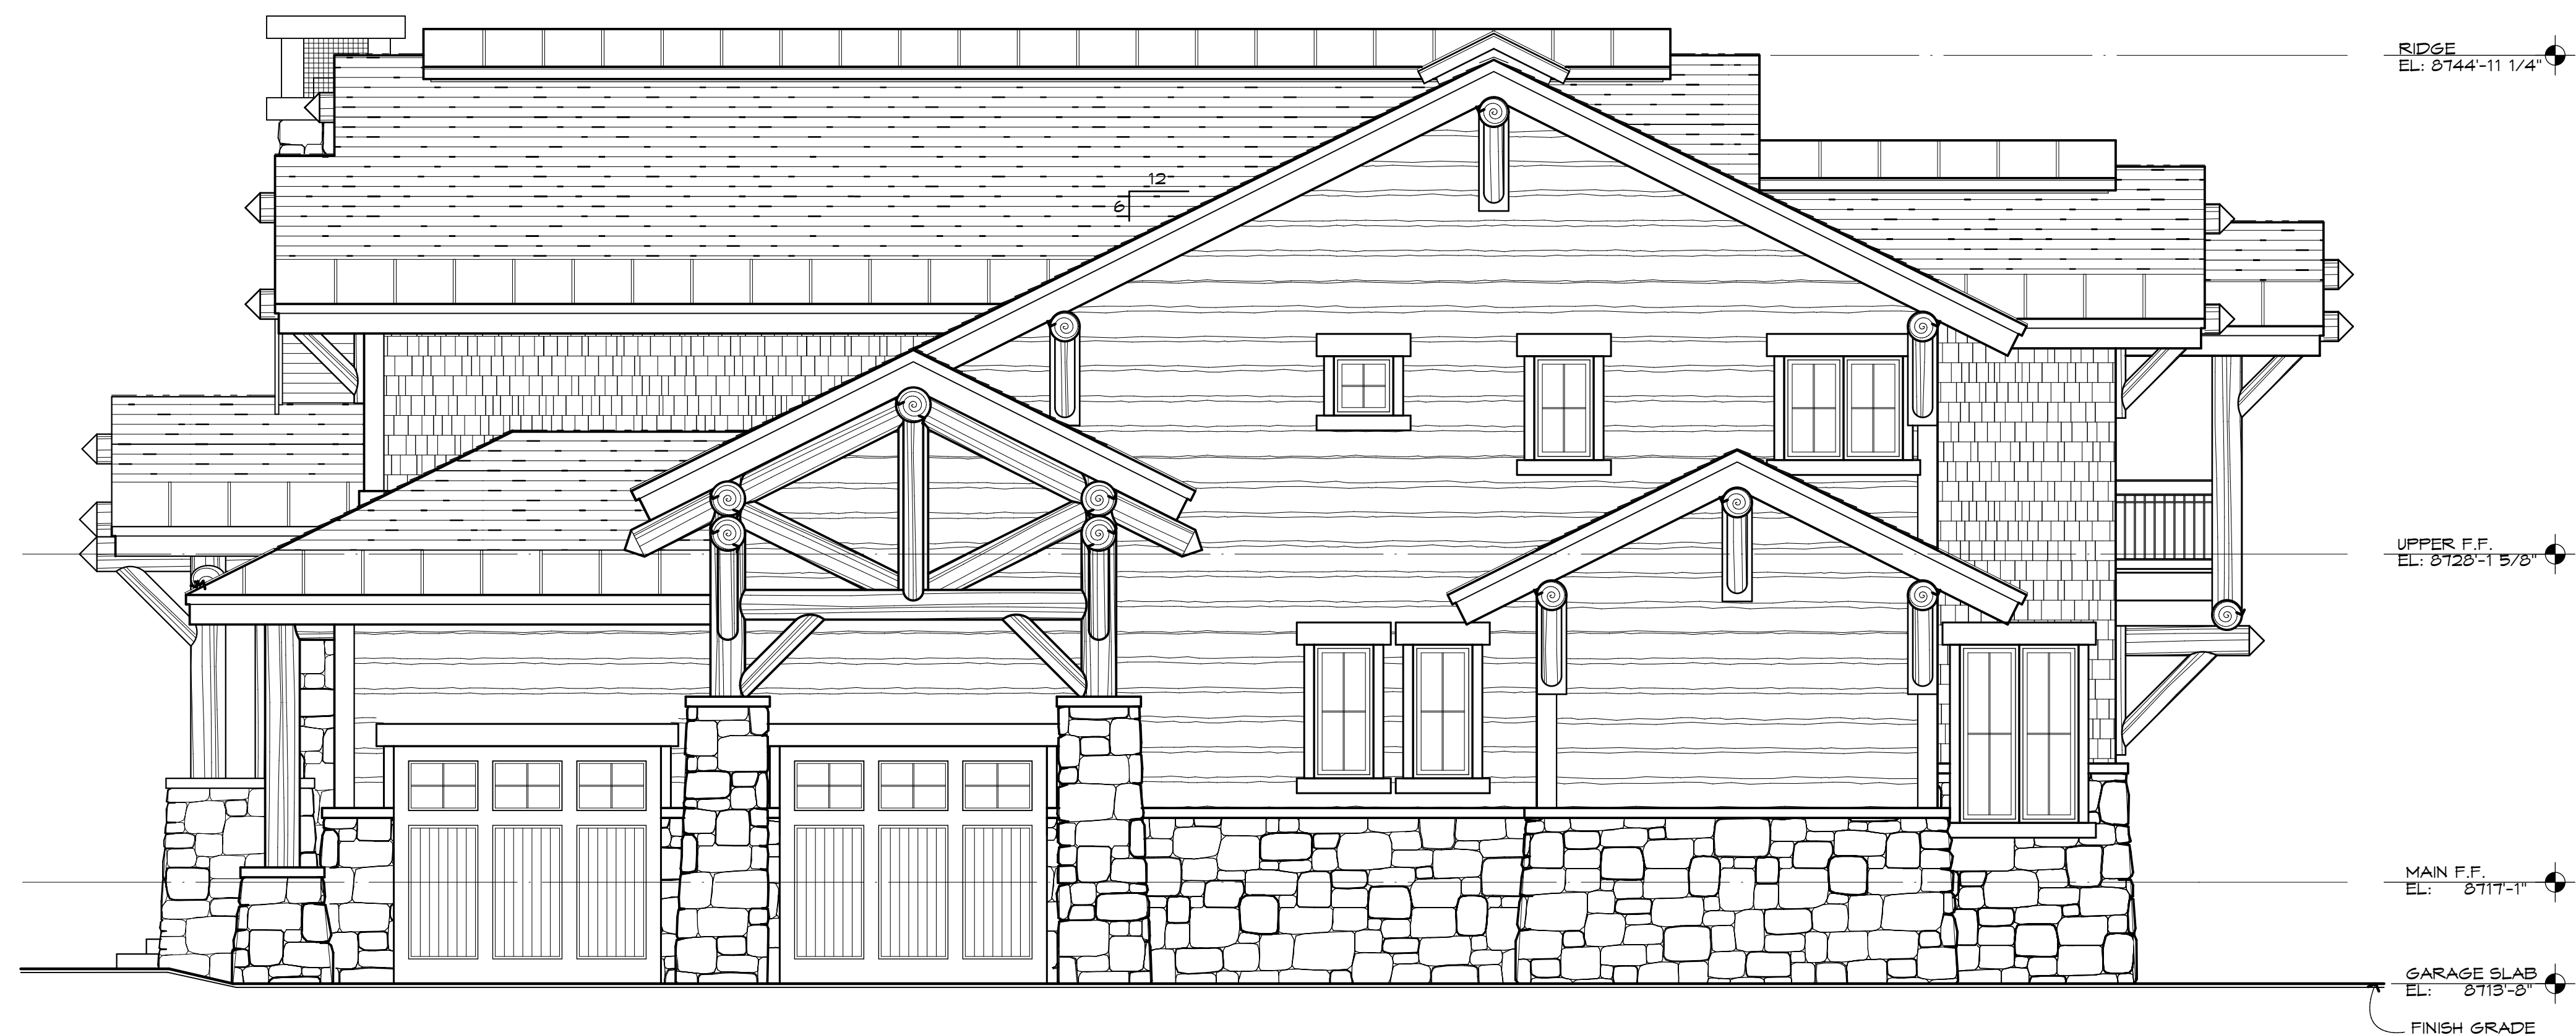 RIDGE
EL: 8744'-11 1/4"
12
6
UPPER F.F.
EL: 8728'-1 5/8"
MAIN F.F.
EL: 8717'-1"
GARAGE SLAB
EL: 8713'-8"
FINISH GRADE